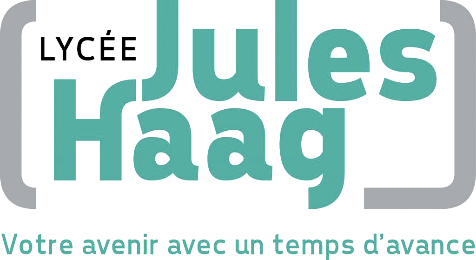 LYCÉE Jules
Haag
Votre avenir avec un temps d'avance